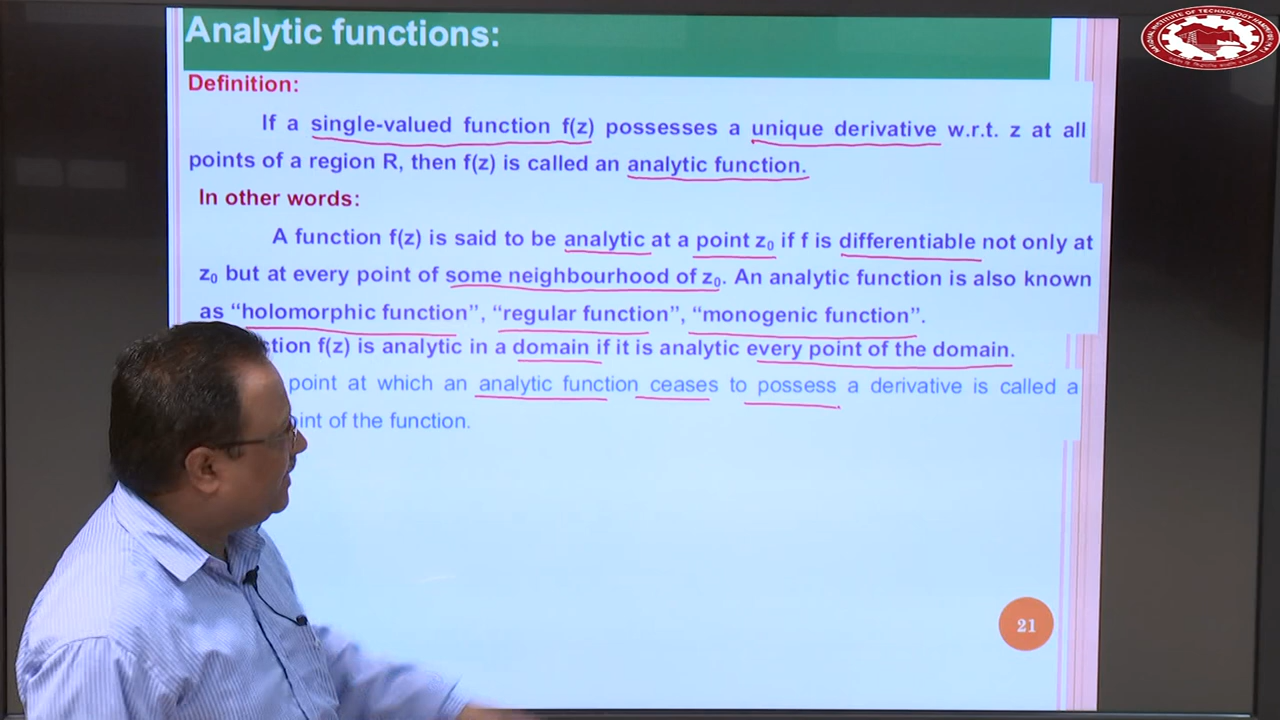 Analytic functions:
Definition:
If a single-valued function f(z) possesses a unique derivative w.r.t. z at all
points of a region R, then f(z) is called an analytic function.
In other words:
A function f(z) is said to be analytic at a point z₀ if f is differentiable not only at
z₀ but at every point of some neighbourhood of z₀. An analytic function is also known
as “holomorphic function”, “regular function”, “monogenic function”.
ction f(z) is analytic in a domain if it is analytic every point of the domain.
point at which an analytic function ceases to possess a derivative is called a
int of the function.
21